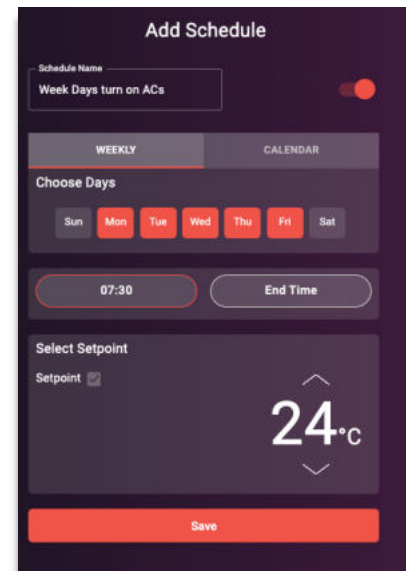 Add Schedule
Schedule Name
Week Days turn on ACs
WEEKLY CALENDAR
Choose Days
Sun Mon Tue Wed Thu Fri Sat
07:30 End Time
Select Setpoint
Setpoint
24°C
Save